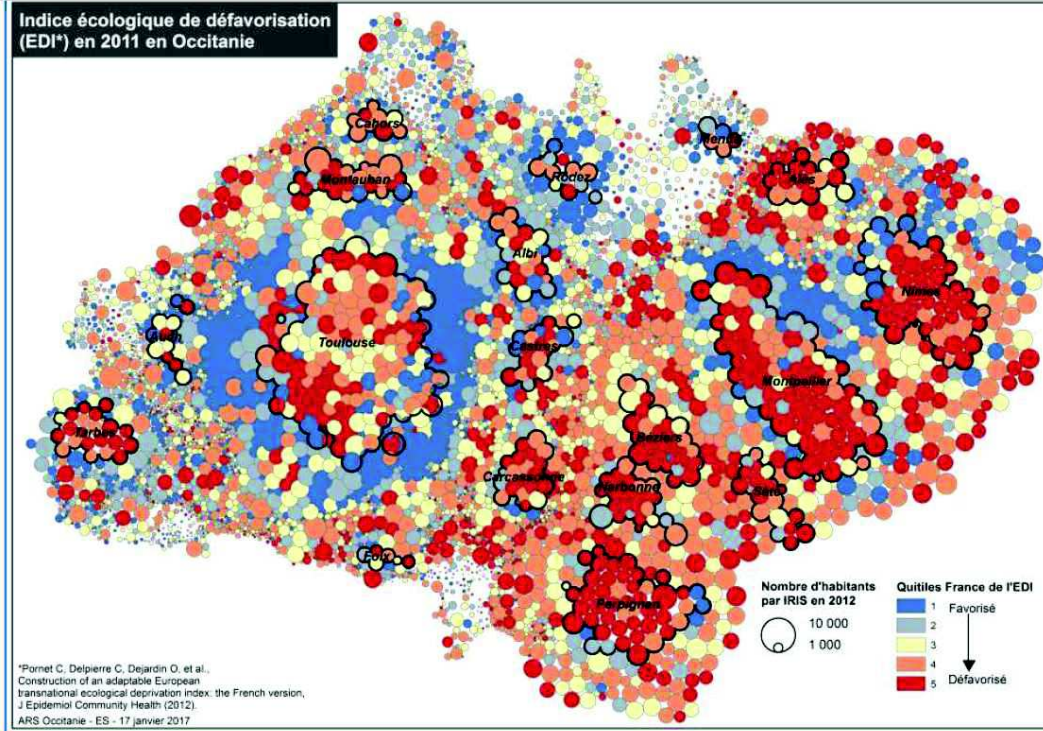 Indice écologique de défavorisation
(EDI*) en 2011 en Occitanie
Cahors
Mende
Montauban
Rodez
Alès
Albi
Nîmes
Auch
Toulouse
Castres
Montpellier
Tarbes
Béziers
Carcassonne
Narbonne
Sète
Foix
Perpignan
Nombre d'habitants
par IRIS en 2012
10 000
1 000
Quitiles France de l'EDI
1 Favorisé
2
3
4
5 Défavorisé
*Pornet C, Delpierre C, Dejardin O, et al.,
Construction of an adaptable European
transnational ecological deprivation index: the French version,
J Epidemiol Community Health (2012).
ARS Occitanie - ES - 17 janvier 2017